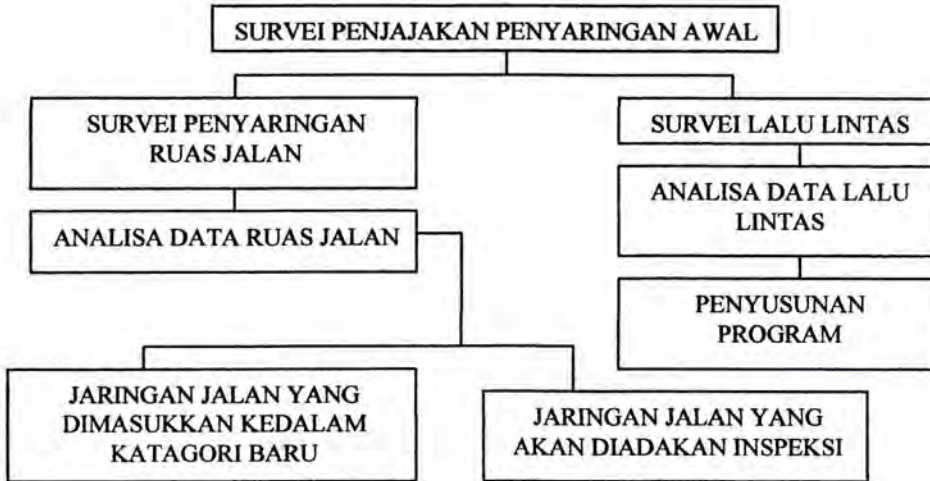 SURVEI PENJAJAKAN PENYARINGAN AWAL
SURVEI PENYARINGAN
RUAS JALAN
SURVEI LALU LINTAS
ANALISA DATA RUAS JALAN
ANALISA DATA LALU
LINTAS
PENYUSUNAN
PROGRAM
JARINGAN JALAN YANG
DIMASUKKAN KEDALAM
KATAGORI BARU
JARINGAN JALAN YANG
AKAN DIADAKAN INSPEKSI